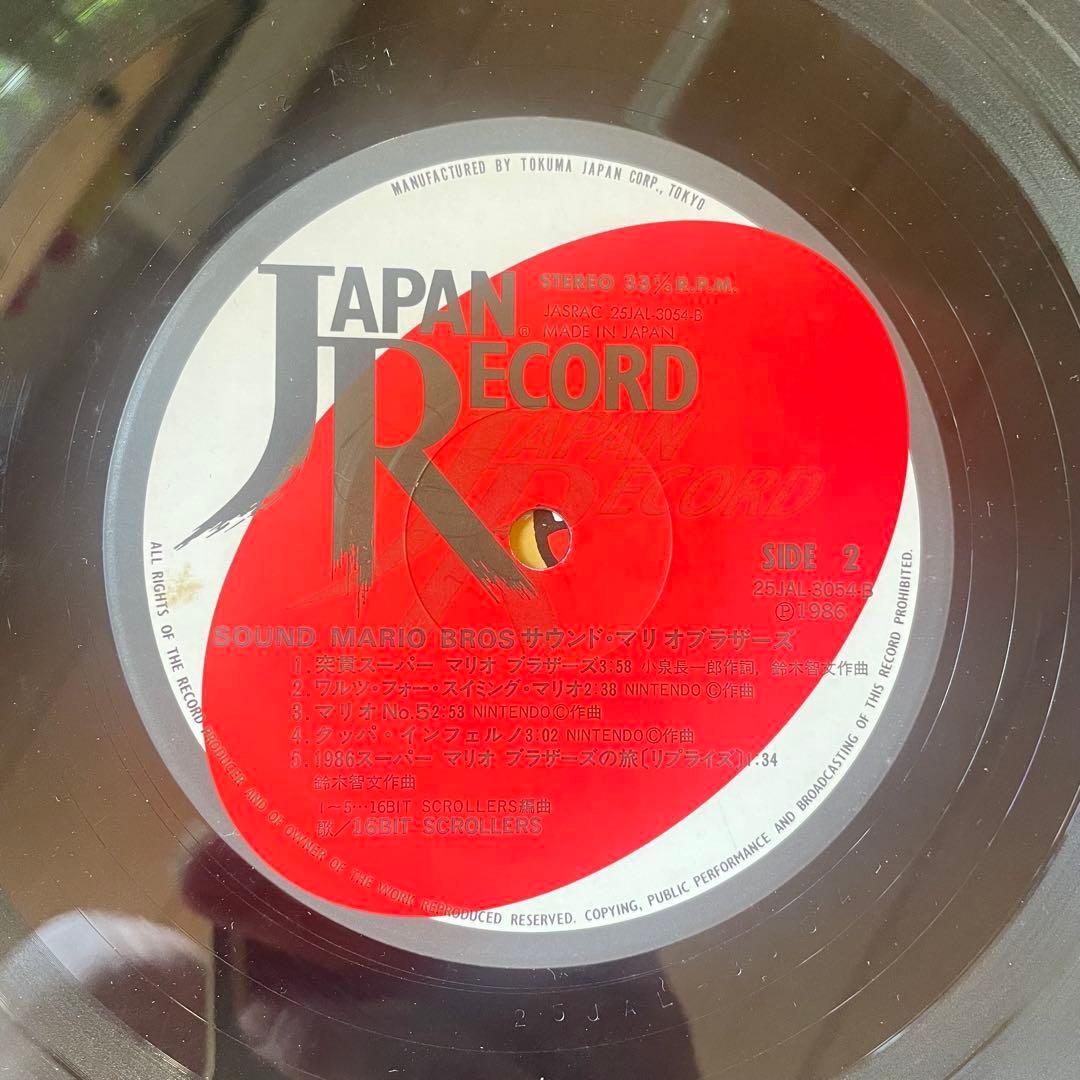 MANUFACTURED BY TOKUMA JAPAN CORP., TOKYO
JAPAN
RECORD
®
STEREO 33⅓ R.P.M.
JASRAC 25JAL-3054-B
MADE IN JAPAN
JAPAN
RECORD
SIDE 2
25JAL-3054-B
Ⓟ1986
SOUND MARIO BROS サウンド・マリオブラザーズ
1. 突貫スーパー マリオ ブラザーズ3:58 小泉長一郎作詞, 鈴木智文作曲
2. ワルツ・フォー・スイミング・マリオ2:38 NINTENDO©作曲
3. マリオNo.52:53 NINTENDO©作曲
4. クッパ・インフェルノ3:02 NINTENDO©作曲
5. 1986スーパー マリオ ブラザーズの旅〔リプライズ〕1:34
鈴木智文作曲
1〜5…16BIT SCROLLERS編曲
歌/16BIT SCROLLERS
ALL RIGHTS OF THE RECORD PRODUCER AND OF OWNER OF THE WORK REPRODUCED RESERVED. COPYING, PUBLIC PERFORMANCE AND BROADCASTING OF THIS RECORD PROHIBITED.
25JAL-